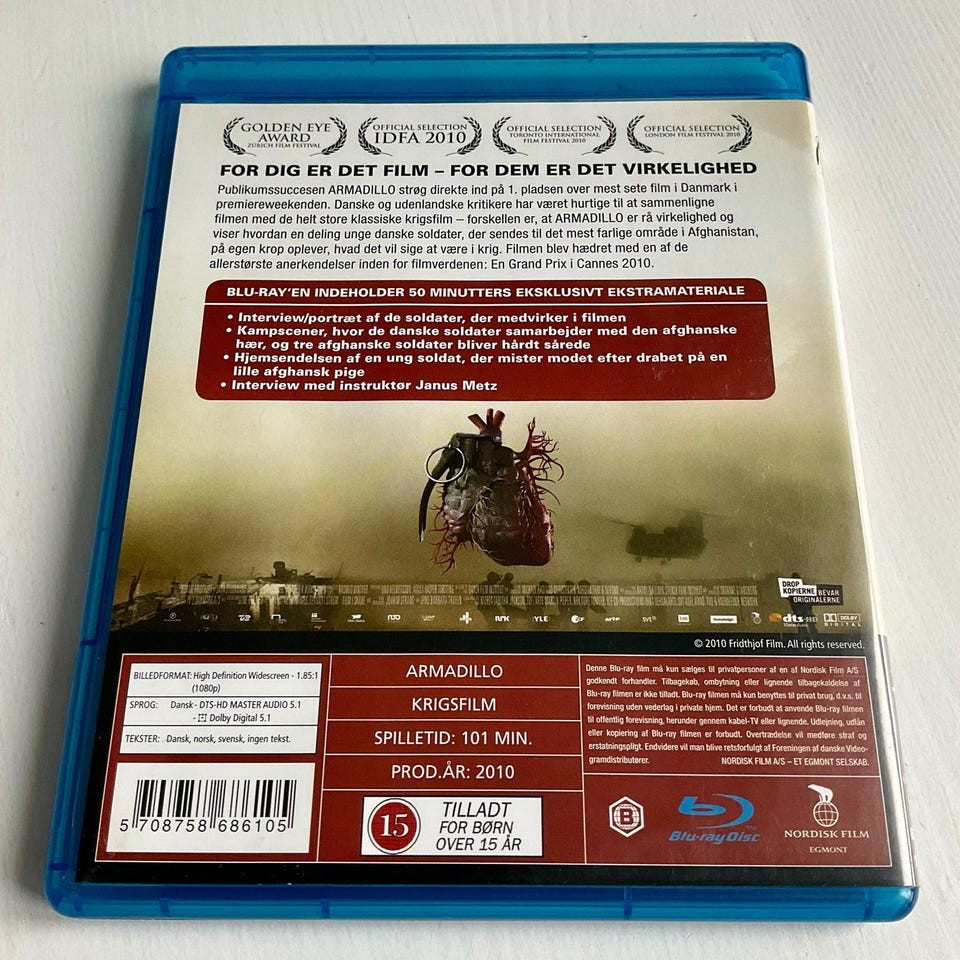 GOLDEN EYE
AWARD
ZURICH FILM FESTIVAL
OFFICIAL SELECTION
IDFA 2010
OFFICIAL SELECTION
TORONTO INTERNATIONAL
FILM FESTIVAL 2010
OFFICIAL SELECTION
LONDON FILM FESTIVAL 2010
FOR DIG ER DET FILM – FOR DEM ER DET VIRKELIGHED
Publikumssuccesen ARMADILLO strøg direkte ind på 1. pladsen over mest sete film i Danmark i
premiereweekenden. Danske og udenlandske kritikere har været hurtige til at sammenligne
filmen med de helt store klassiske krigsfilm – forskellen er, at ARMADILLO er rå virkelighed og
viser hvordan en deling unge danske soldater, der sendes til det mest farlige område i Afghanistan,
på egen krop oplever, hvad det vil sige at være i krig. Filmen blev hædret med en af de
allerstørste anerkendelser inden for filmverdenen: En Grand Prix i Cannes 2010.
BLU-RAY'EN INDEHOLDER 50 MINUTTERS EKSKLUSIVT EKSTRAMATERIALE
• Interview/portræt af de soldater, der medvirker i filmen
• Kampscener, hvor de danske soldater samarbejder med den afghanske
hær, og tre afghanske soldater bliver hårdt sårede
• Hjemsendelsen af en ung soldat, der mister modet efter drabet på en
lille afghansk pige
• Interview med instruktør Janus Metz
DROP
KOPIERNE BEVAR
ORIGINALERNE
NRK YLE ZDF arte SVT
dts-HD DOLBY
DIGITAL
© 2010 Fridthjof Film. All rights reserved.
BILLEDFORMAT: High Definition Widescreen - 1.85:1
(1080p)
SPROG: Dansk - DTS-HD MASTER AUDIO 5.1
- Dolby Digital 5.1
TEKSTER: Dansk, norsk, svensk, ingen tekst.
5 708758 686105
ARMADILLO
KRIGSFILM
SPILLETID: 101 MIN.
PROD.ÅR: 2010
15
TILLADT
FOR BØRN
OVER 15 ÅR
Denne Blu-ray film må kun sælges til privatpersoner af en af Nordisk Film A/S
godkendt forhandler. Tilbagekøb, ombytning eller lignende tilbagekaldelse af
Blu-ray filmen er ikke tilladt. Blu-ray filmen må kun benyttes til privat brug, d.v.s. til
forevisning uden vederlag i private hjem. Det er forbudt at anvende Blu-ray filmen
til offentlig forevisning, herunder gennem kabel-TV eller lignende. Udlejning, udlån
eller kopiering af Blu-ray filmen er forbudt. Overtrædelse vil medføre straf og
erstatningspligt. Endvidere vil man blive retsforfulgt af Foreningen af danske Video-
gramdistributører. NORDISK FILM A/S – ET EGMONT SELSKAB.
B
Blu-ray Disc
TM
NORDISK FILM
EGMONT